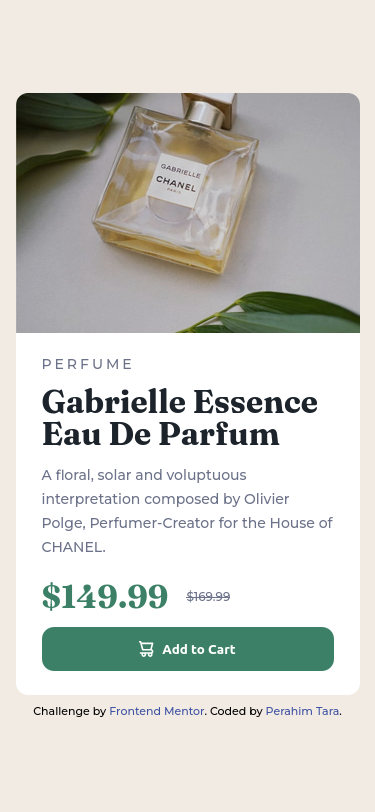 GABRIELLE
CHANEL
PARIS
PERFUME
Gabrielle Essence
Eau De Parfum
A floral, solar and voluptuous
interpretation composed by Olivier
Polge, Perfumer-Creator for the House of
CHANEL.
$149.99 $169.99
Add to Cart
Challenge by Frontend Mentor. Coded by Perahim Tara.